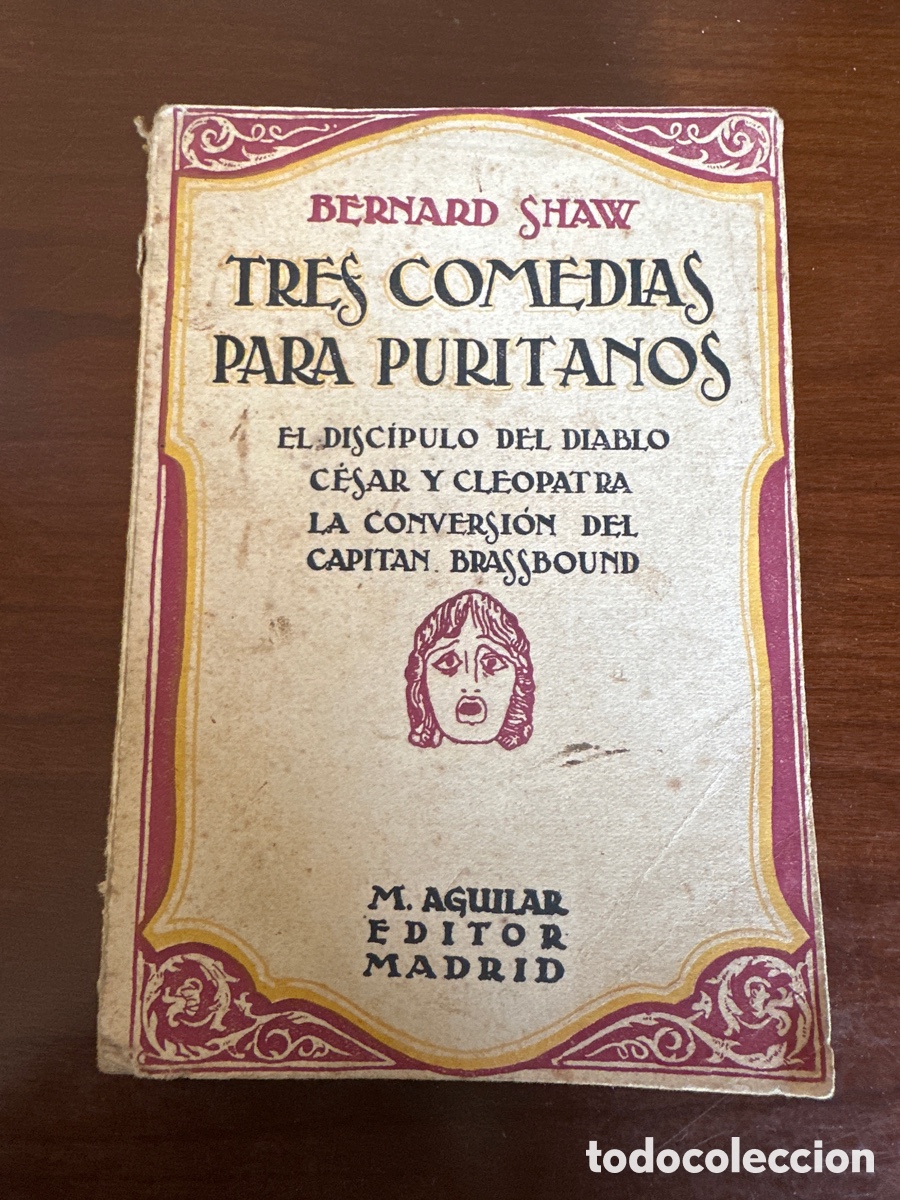 BERNARD SHAW
TRES COMEDIAS
PARA PURITANOS
EL DISCÍPULO DEL DIABLO
CÉSAR Y CLEOPATRA
LA CONVERSIÓN DEL
CAPITAN BRASSBOUND
M. AGUILAR
EDITOR
MADRID
todocoleccion